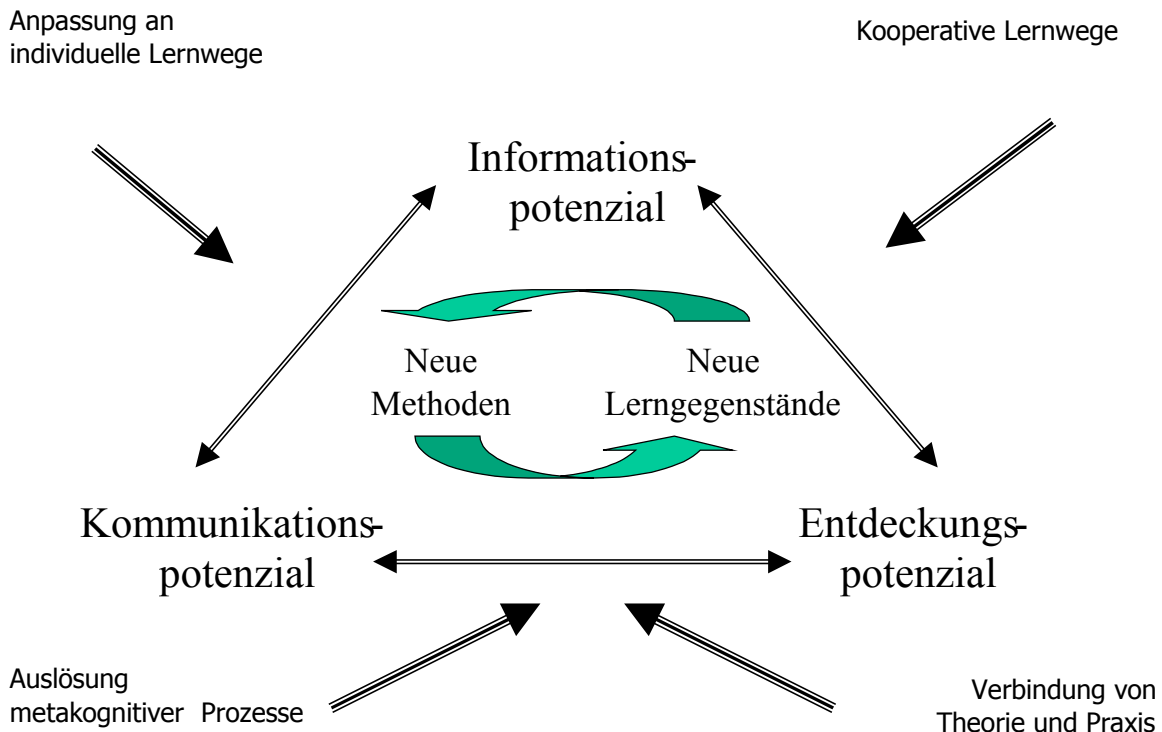 Anpassung an
individuelle Lernwege
Kooperative Lernwege
Informations-
potenzial
Neue
Methoden
Neue
Lerngegenstände
Kommunikations-
potenzial
Entdeckungs-
potenzial
Auslösung
metakognitiver Prozesse
Verbindung von
Theorie und Praxis